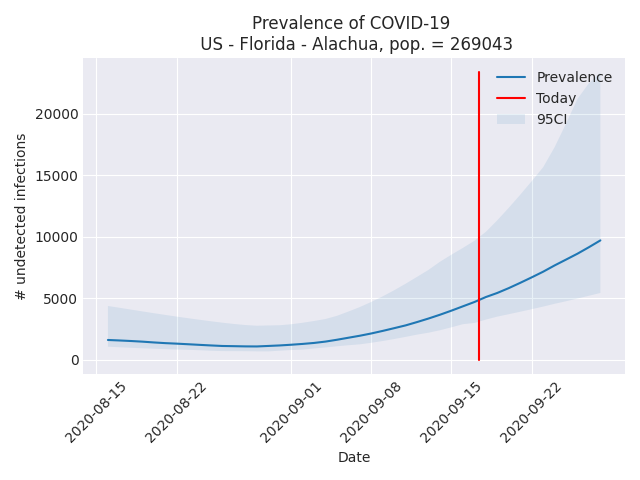 Prevalence of COVID-19
US - Florida - Alachua, pop. = 269043
Prevalence
Today
95CI
20000
15000
10000
5000
0
# undetected infections
2020-08-15
2020-08-22
2020-09-01
2020-09-08
2020-09-15
2020-09-22
Date